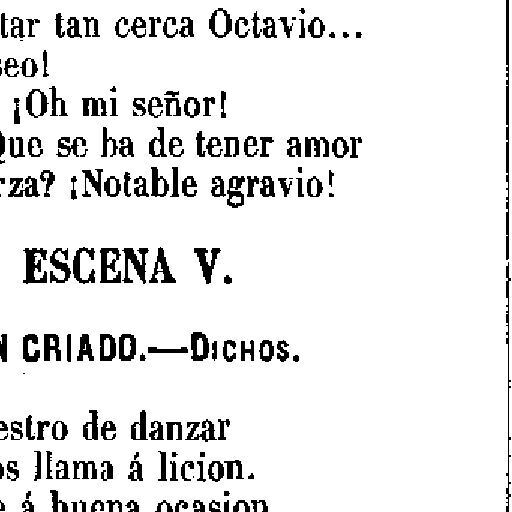 tar tan cerca Octavio...
seo!
¡Oh mi señor!
Que se ha de tener amor
rza? ¡Notable agravio!
ESCENA V.
N CRIADO.—DICHOS.
estro de danzar
os llama á licion.
e á buena ocasion